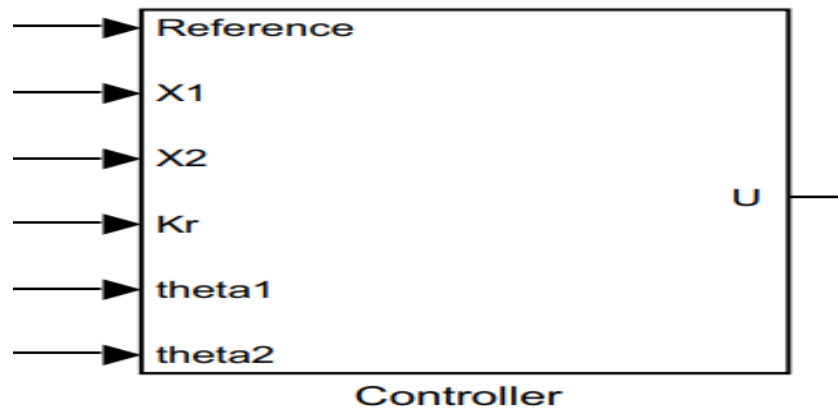 Reference
X1
X2
U
Kr
theta1
theta2
Controller